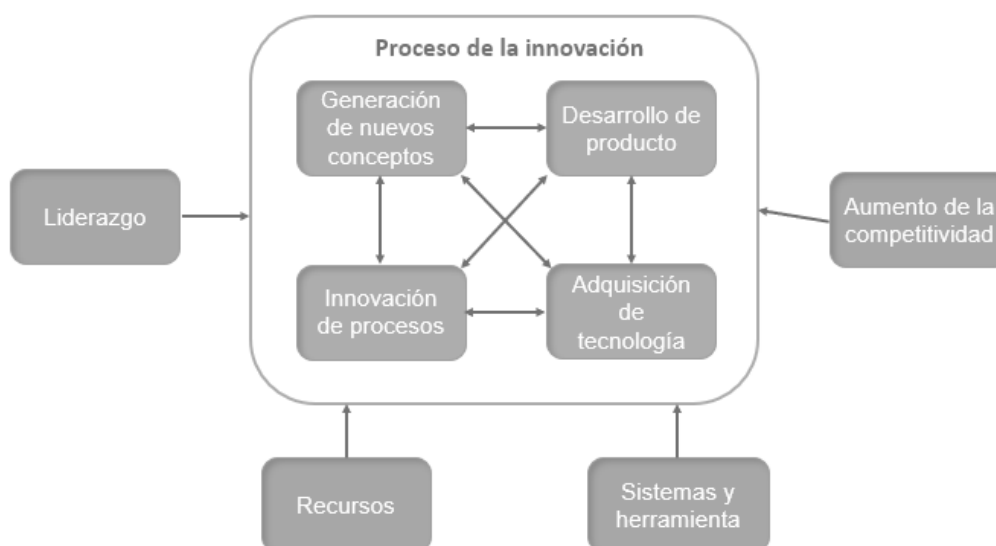 Proceso de la innovación
Generación
de nuevos
conceptos
Desarrollo de
producto
Liderazgo
Aumento de la
competitividad
Innovación
de procesos
Adquisición
de
tecnología
Recursos
Sistemas y
herramienta